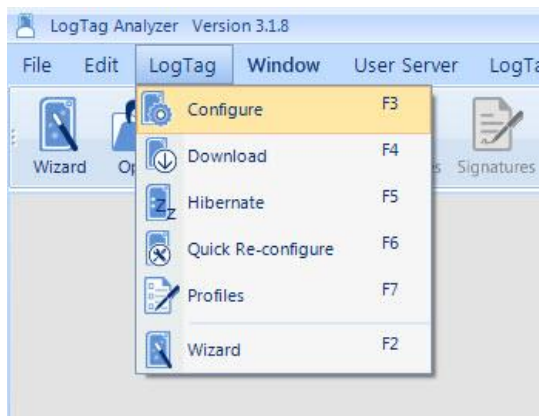 LogTag Analyzer Version 3.1.8
File Edit LogTag Window User Server
Configure F3
Wizard Signatures
Download F4
Hibernate F5
Quick Re-configure F6
Profiles F7
Wizard F2